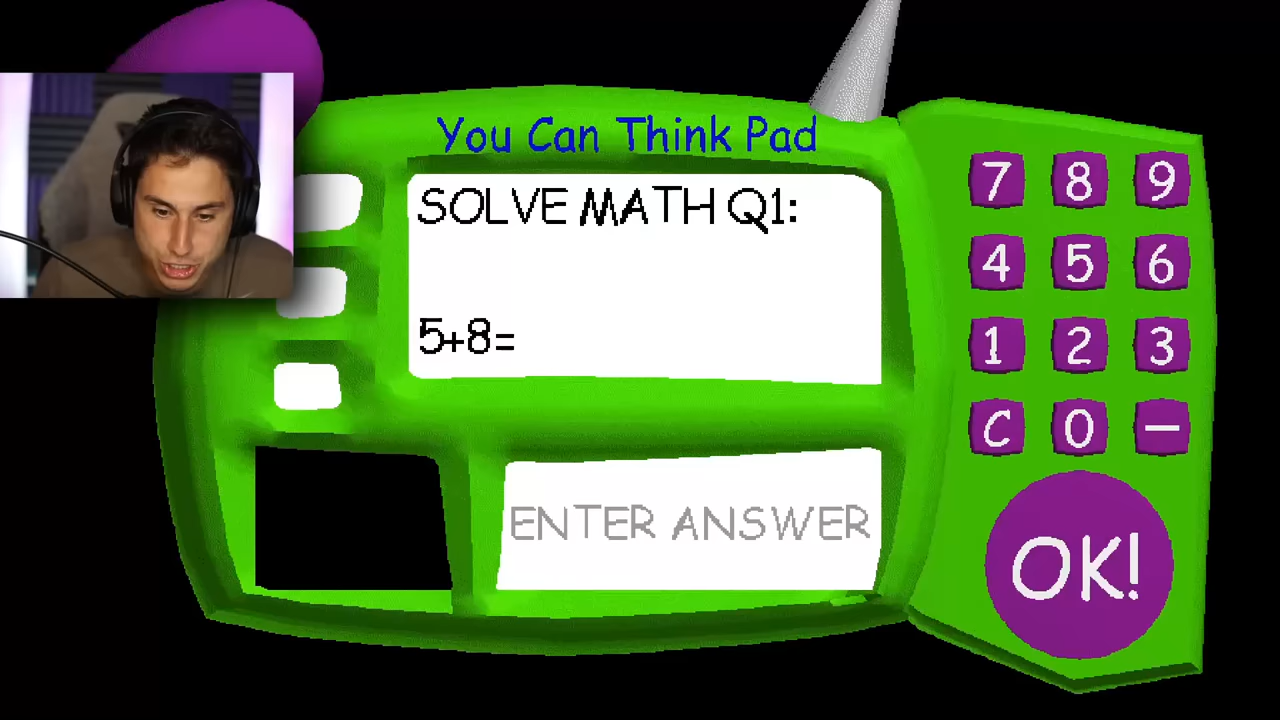 You Can Think Pad
SOLVE MATH Q1:
5+8=
ENTER ANSWER
7 8 9
4 5 6
1 2 3
C 0 —
OK!